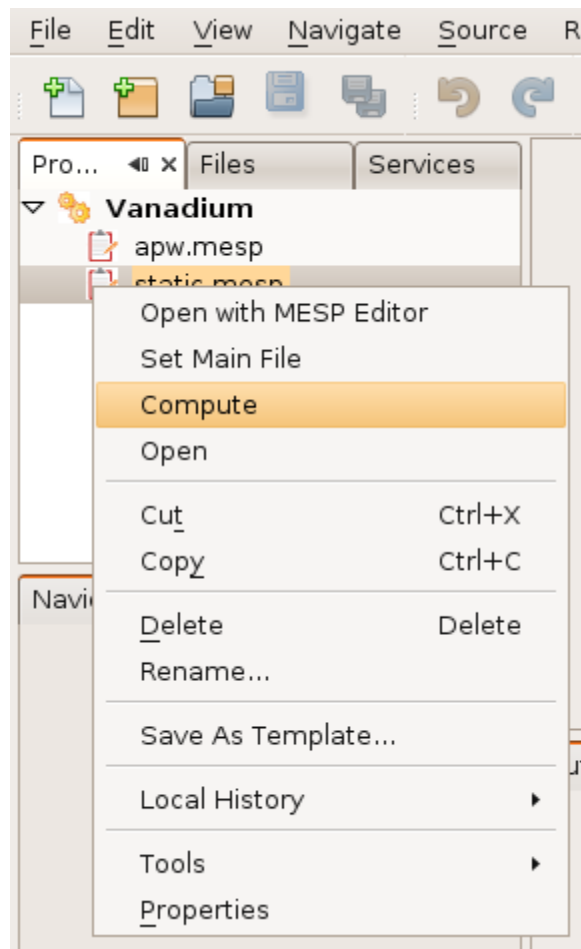 File Edit View Navigate Source R
Pro... Files Services
Vanadium
apw.mesp
static.mesp
Open with MESP Editor
Set Main File
Compute
Open
Cut Ctrl+X
Copy Ctrl+C
Navi
Delete Delete
Rename...
Save As Template...
Local History
Tools
Properties